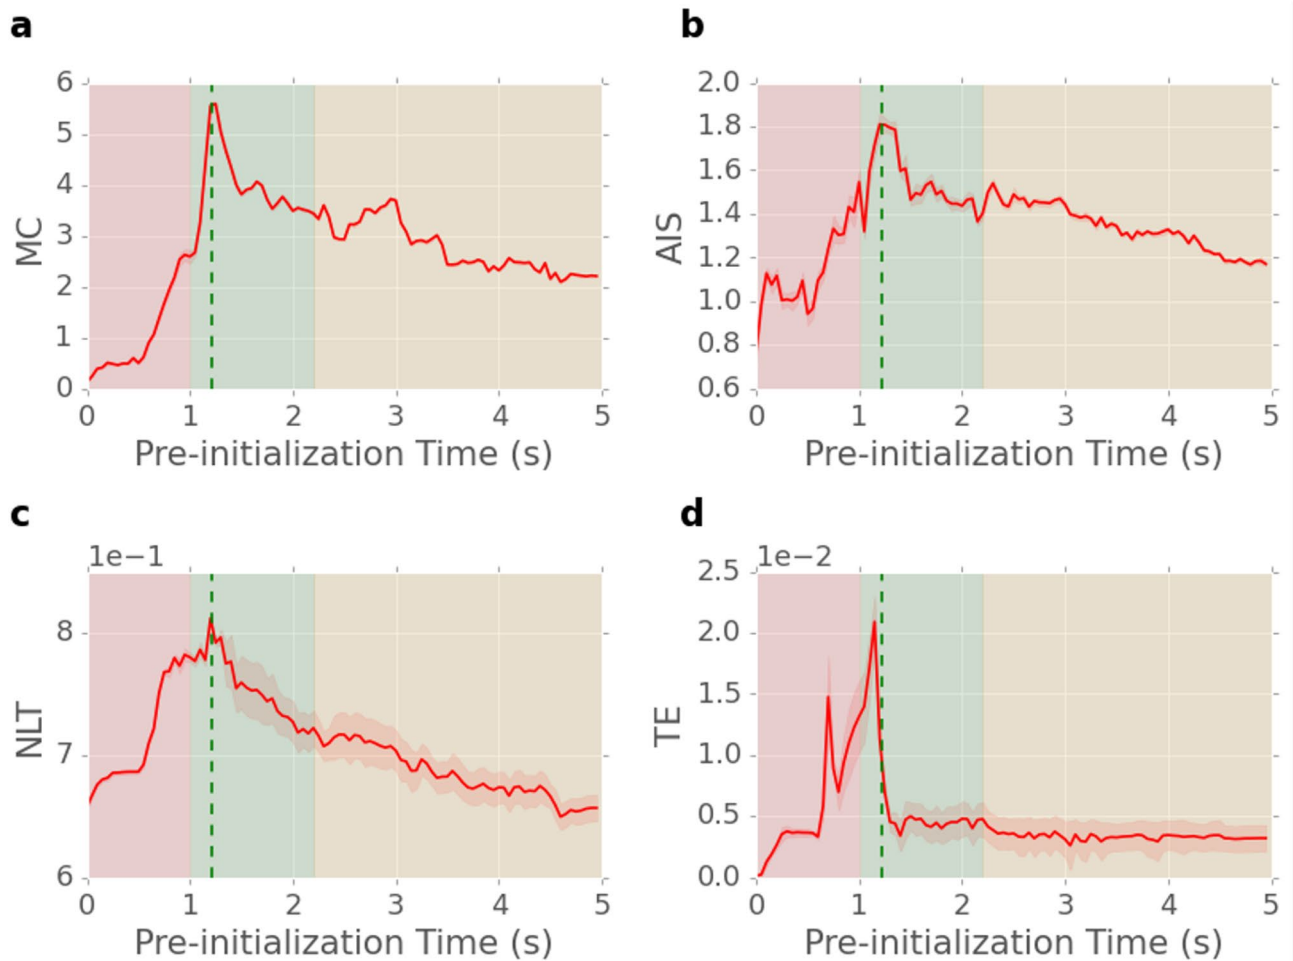 a
6
5
4
3
2
1
0
MC
0 1 2 3 4 5
Pre-initialization Time (s)
b
2.0
1.8
1.6
1.4
1.2
1.0
0.8
0.6
AIS
0 1 2 3 4 5
Pre-initialization Time (s)
c
1e−1
8
7
6
NLT
0 1 2 3 4 5
Pre-initialization Time (s)
d
1e−2
2.5
2.0
1.5
1.0
0.5
0.0
TE
0 1 2 3 4 5
Pre-initialization Time (s)